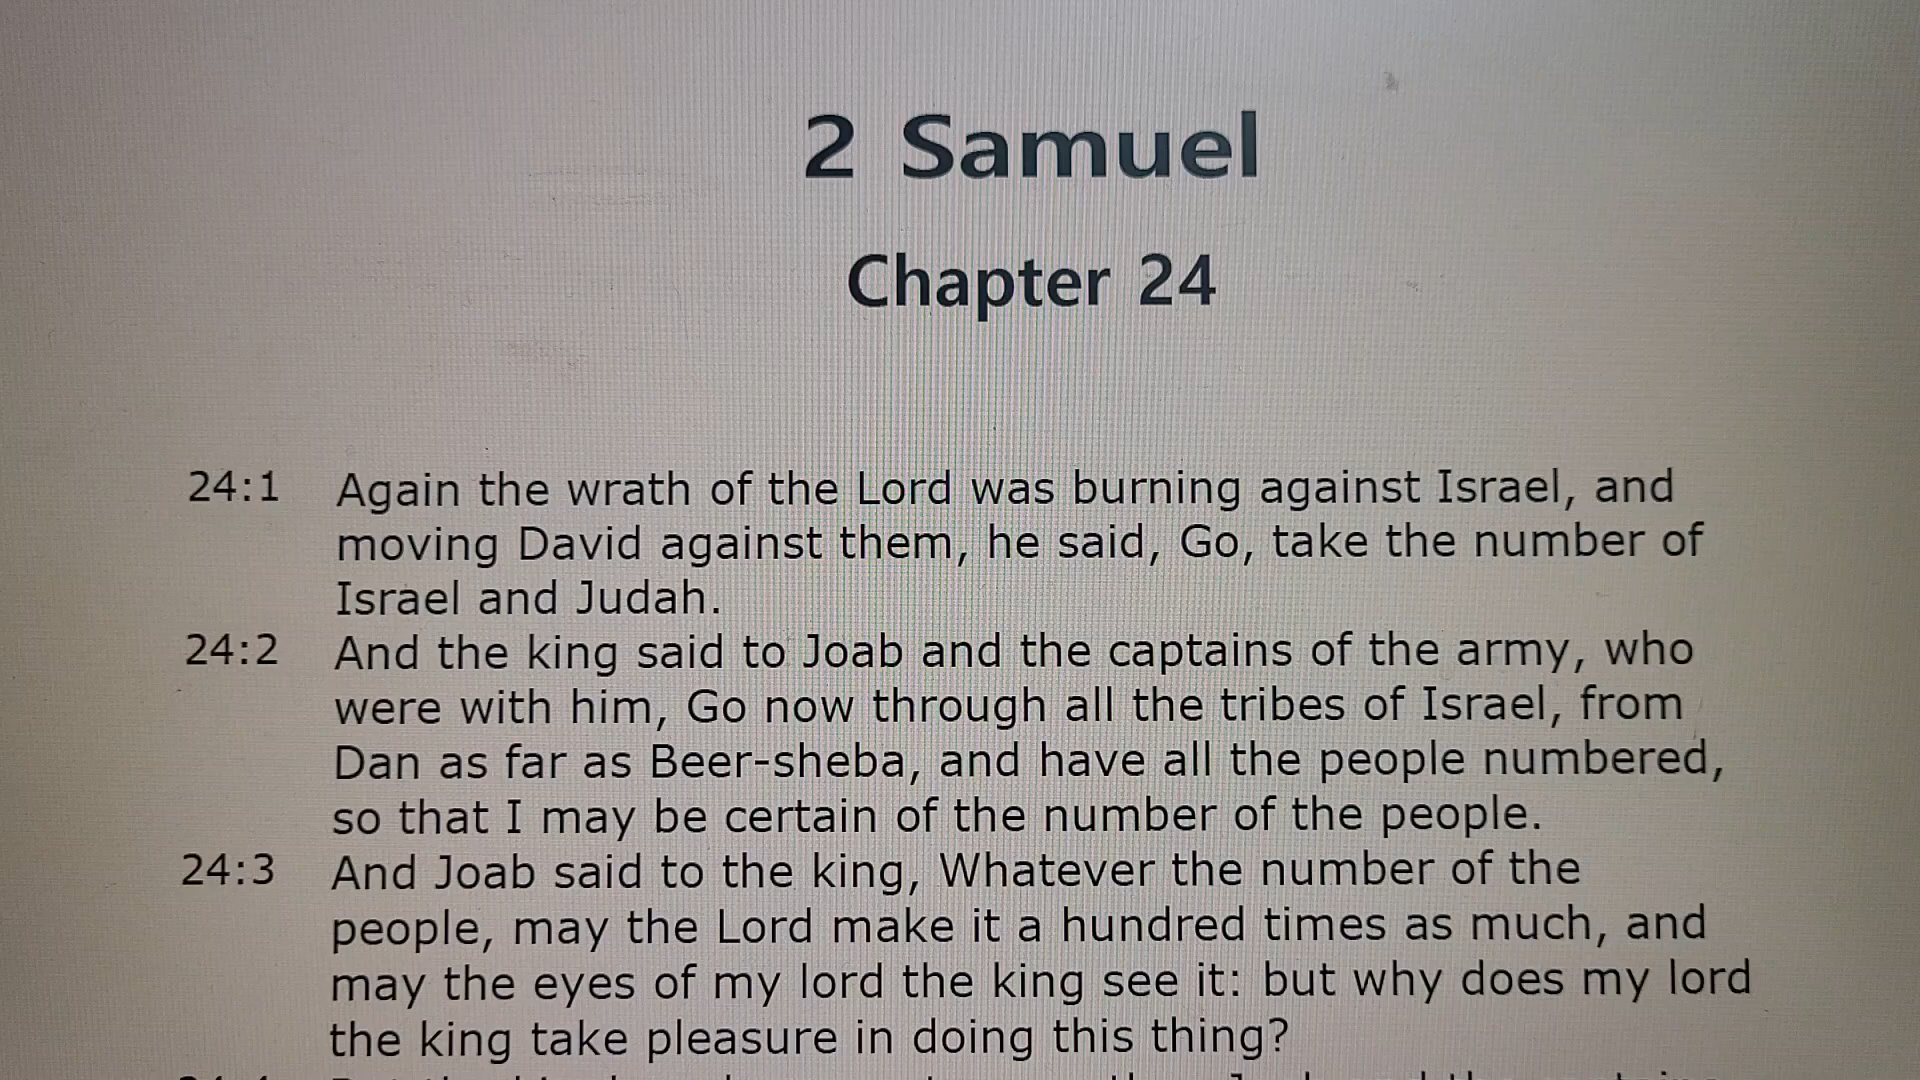 2 Samuel
Chapter 24
24:1 Again the wrath of the Lord was burning against Israel, and
moving David against them, he said, Go, take the number of
Israel and Judah.
24:2 And the king said to Joab and the captains of the army, who
were with him, Go now through all the tribes of Israel, from
Dan as far as Beer-sheba, and have all the people numbered,
so that I may be certain of the number of the people.
24:3 And Joab said to the king, Whatever the number of the
people, may the Lord make it a hundred times as much, and
may the eyes of my lord the king see it: but why does my lord
the king take pleasure in doing this thing?